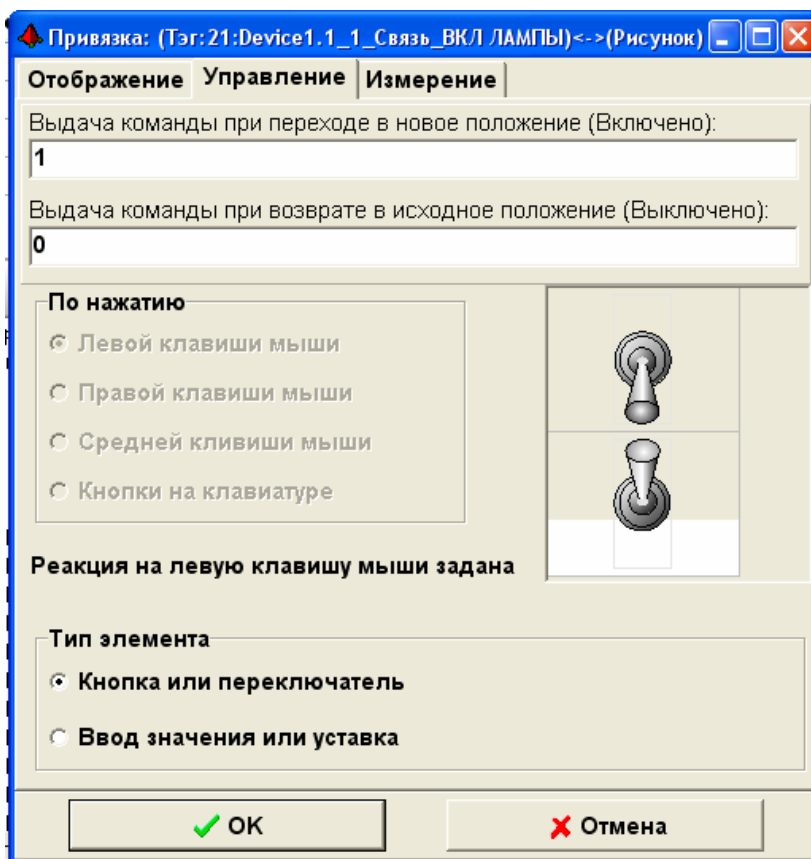 Привязка: (Тэг:21:Device1.1_1_Связь_ВКЛ ЛАМПЫ)<->(Рисунок)
Отображение Управление Измерение
Выдача команды при переходе в новое положение (Включено):
1
Выдача команды при возврате в исходное положение (Выключено):
0
По нажатию
Левой клавиши мыши
Правой клавиши мыши
Средней кливиши мыши
Кнопки на клавиатуре
Реакция на левую клавишу мыши задана
Тип элемента
Кнопка или переключатель
Ввод значения или уставка
OK Отмена